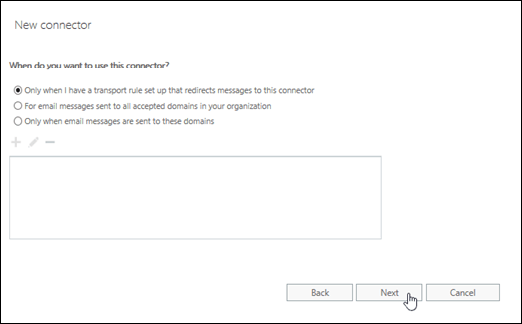 New connector
When do you want to use this connector?
Only when I have a transport rule set up that redirects messages to this connector
For email messages sent to all accepted domains in your organization
Only when email messages are sent to these domains
Back Next Cancel